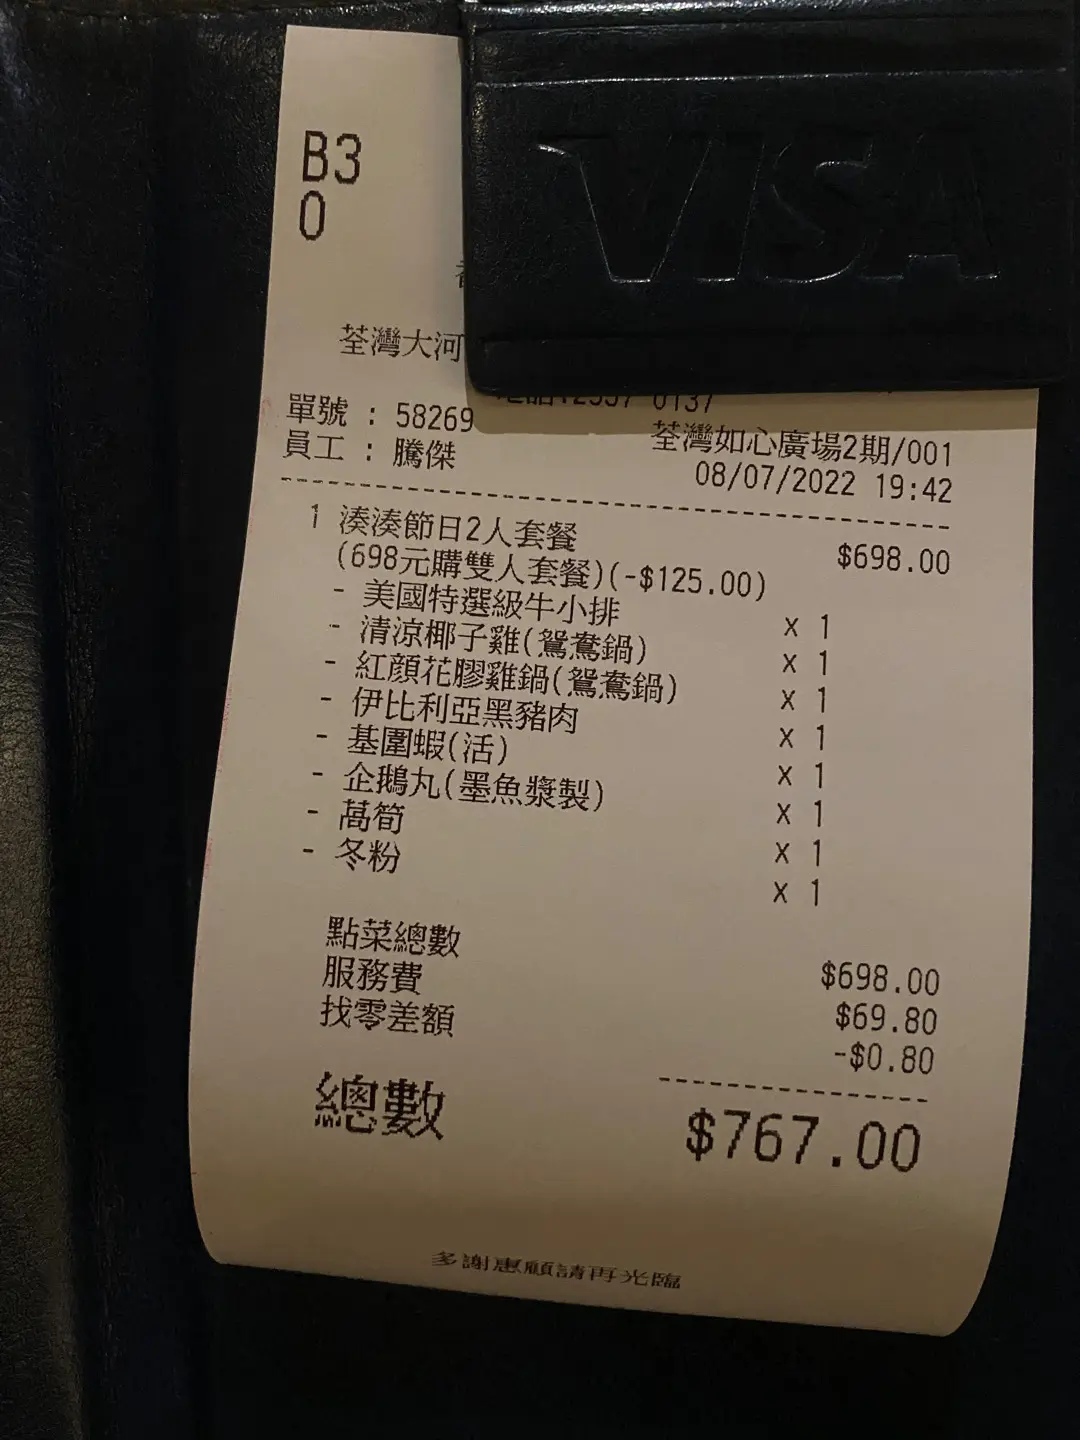 VISA
B3
0
荃灣大河
0137
單號 : 58269
荃灣如心廣場2期/001
員工 : 騰傑
08/07/2022 19:42
1 湊湊節日2人套餐 $698.00
(698元購雙人套餐)(-$125.00)
- 美國特選級牛小排 x 1
- 清涼椰子雞(鴛鴦鍋) x 1
- 紅顔花膠雞鍋(鴛鴦鍋) x 1
- 伊比利亞黑豬肉 x 1
- 基圍蝦(活) x 1
- 企鵝丸(墨魚漿製) x 1
- 萵筍 x 1
- 冬粉 x 1
點菜總數 $698.00
服務費 $69.80
找零差額 -$0.80
總數 $767.00
多謝惠顧請再光臨